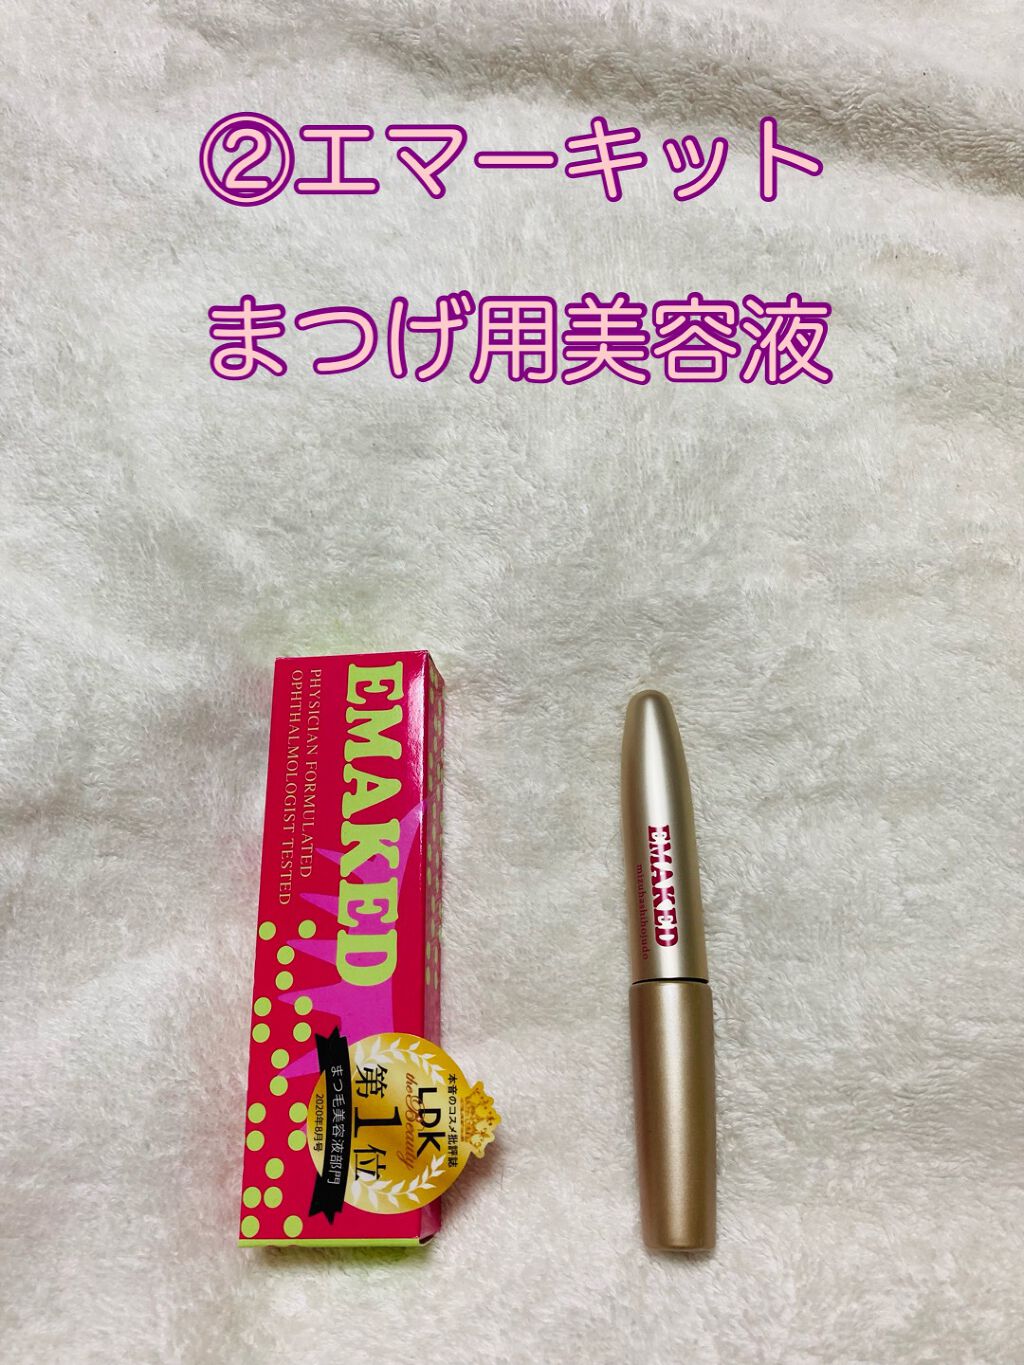 ②エマーキット
まつげ用美容液
EMAKED
PHYSICIAN FORMULATED
OPHTHALMOLOGIST TESTED
本音のコスメ批評誌
LDK
the Beauty
第1位
まつ毛美容液部門
2020年8月号
EMAKED
mizuhashihojudo